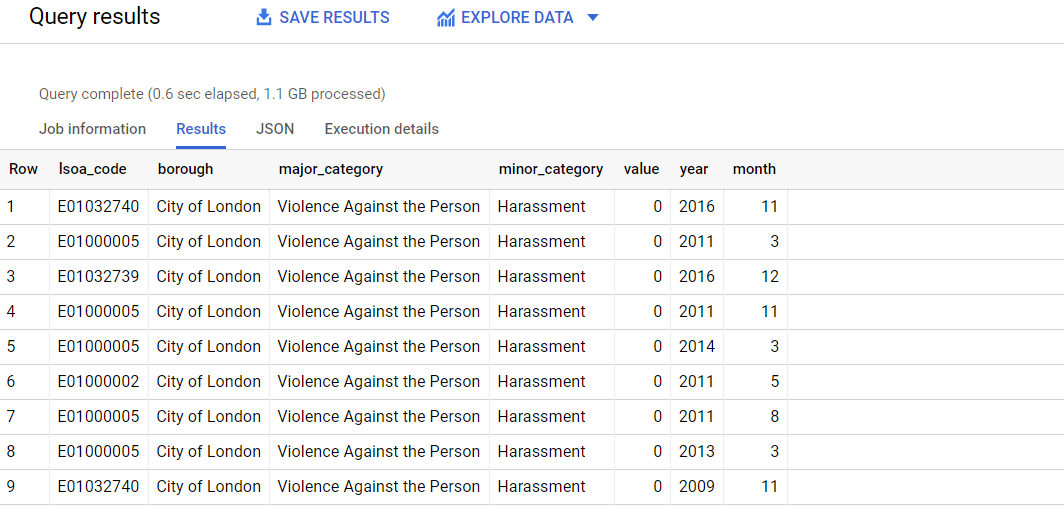 Query results SAVE RESULTS EXPLORE DATA
Query complete (0.6 sec elapsed, 1.1 GB processed)
Job information Results JSON Execution details
Row lsoa_code borough major_category minor_category value year month
1 E01032740 City of London Violence Against the Person Harassment 0 2016 11
2 E01000005 City of London Violence Against the Person Harassment 0 2011 3
3 E01032739 City of London Violence Against the Person Harassment 0 2016 12
4 E01000005 City of London Violence Against the Person Harassment 0 2011 11
5 E01000005 City of London Violence Against the Person Harassment 0 2014 3
6 E01000002 City of London Violence Against the Person Harassment 0 2011 5
7 E01000005 City of London Violence Against the Person Harassment 0 2011 8
8 E01000005 City of London Violence Against the Person Harassment 0 2013 3
9 E01032740 City of London Violence Against the Person Harassment 0 2009 11